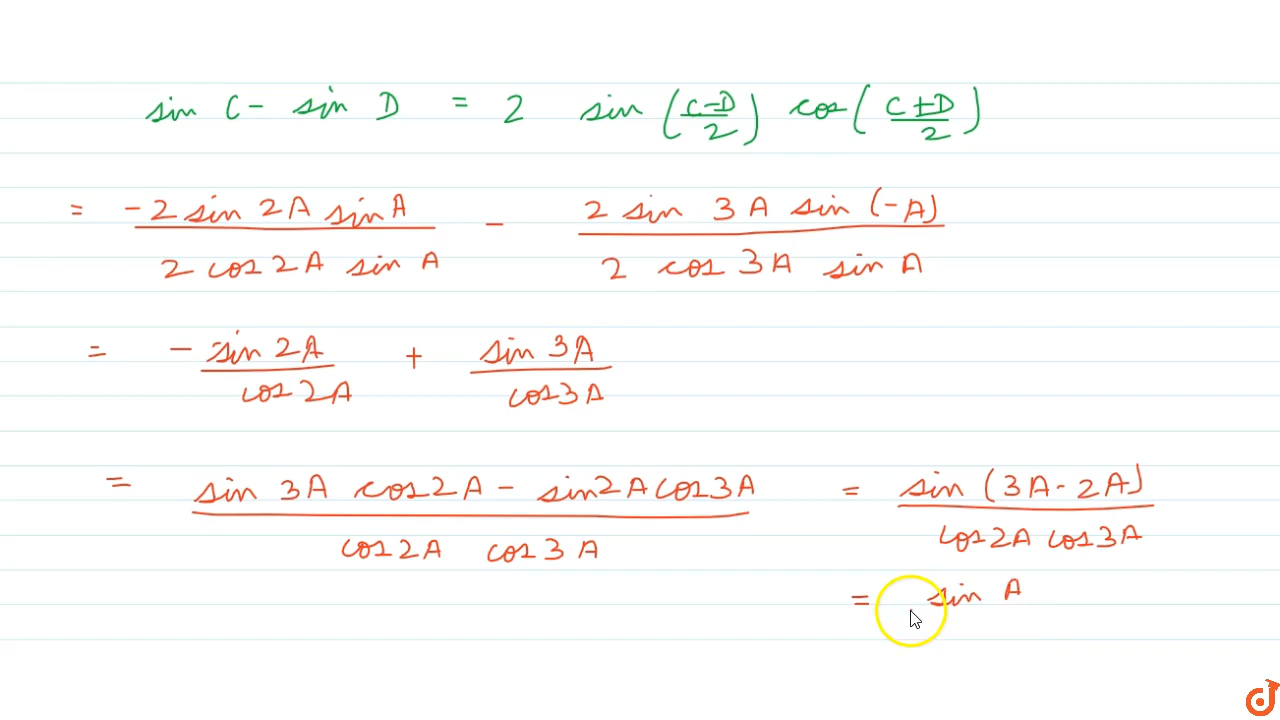 sin C - sin D = 2 sin ((C-D)/2) cos ((C+D)/2)
= (-2 sin 2A sin A)/(2 cos 2A sin A) - (2 sin 3A sin (-A))/(2 cos 3A sin A)
= - (sin 2A)/(cos 2A) + (sin 3A)/(cos 3A)
= (sin 3A cos 2A - sin 2A cos 3A)/(cos 2A cos 3A) = (sin (3A - 2A))/(cos 2A cos 3A)
= sin A